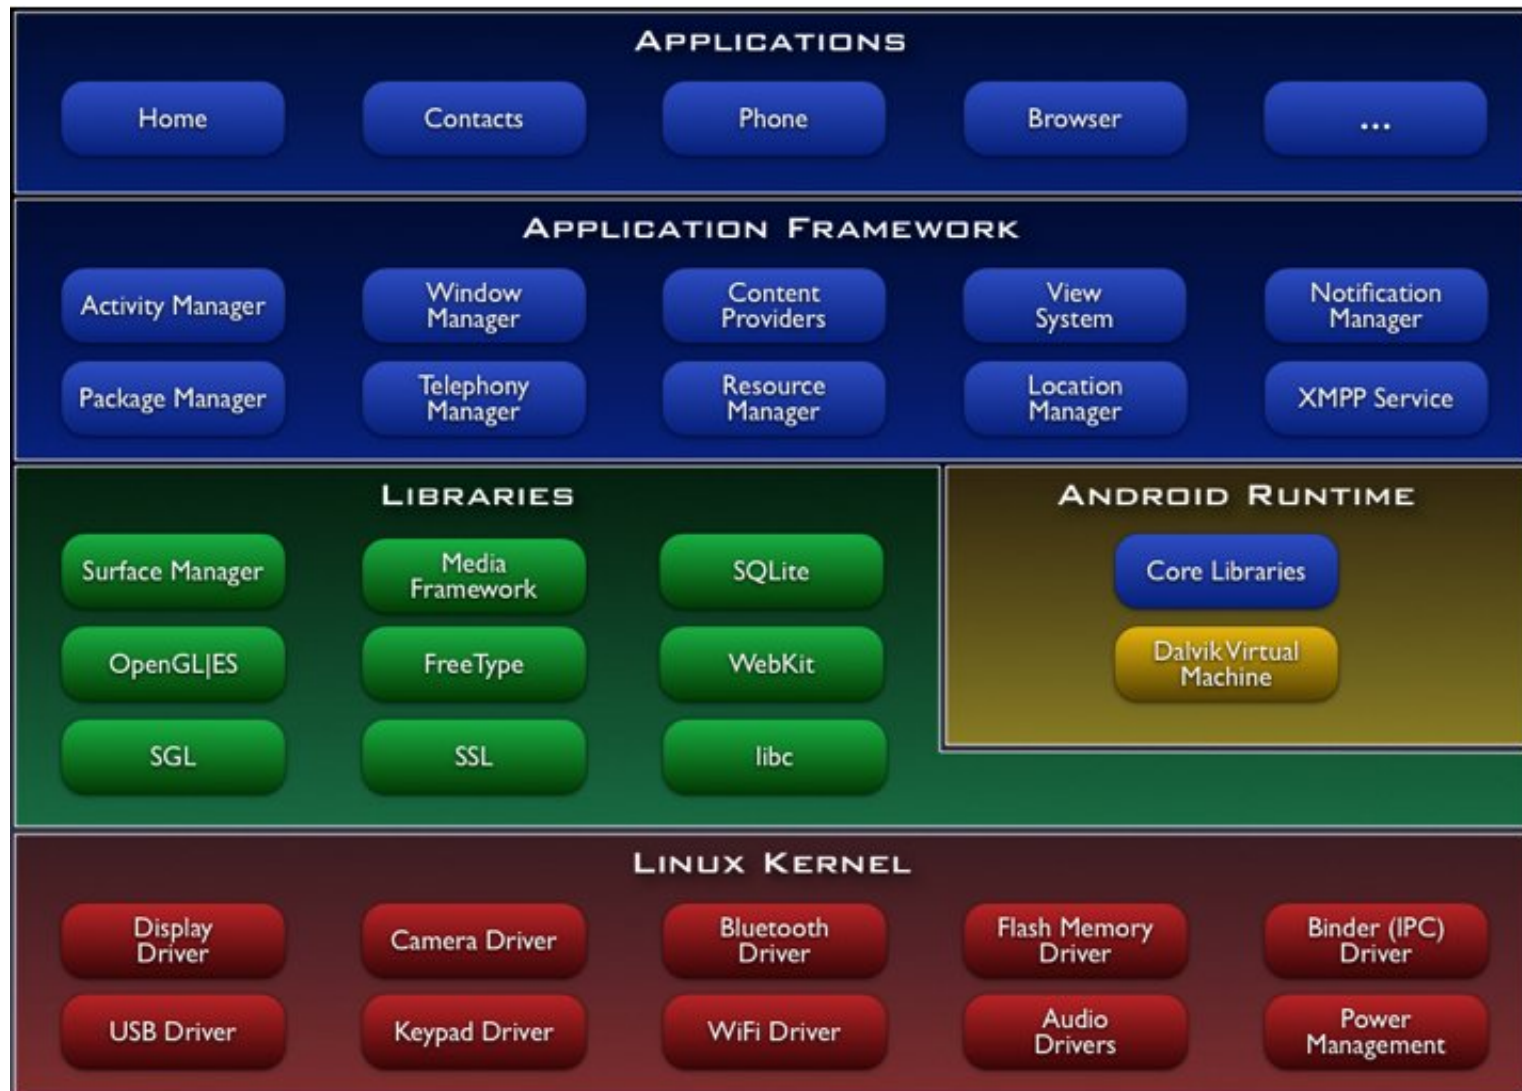 APPLICATIONS
Home
Contacts
Phone
Browser
...
APPLICATION FRAMEWORK
Activity Manager
Window
Manager
Content
Providers
View
System
Notification
Manager
Package Manager
Telephony
Manager
Resource
Manager
Location
Manager
XMPP Service
LIBRARIES
Surface Manager
Media
Framework
SQLite
OpenGL|ES
FreeType
WebKit
SGL
SSL
libc
ANDROID RUNTIME
Core Libraries
Dalvik Virtual
Machine
LINUX KERNEL
Display
Driver
Camera Driver
Bluetooth
Driver
Flash Memory
Driver
Binder (IPC)
Driver
USB Driver
Keypad Driver
WiFi Driver
Audio
Drivers
Power
Management